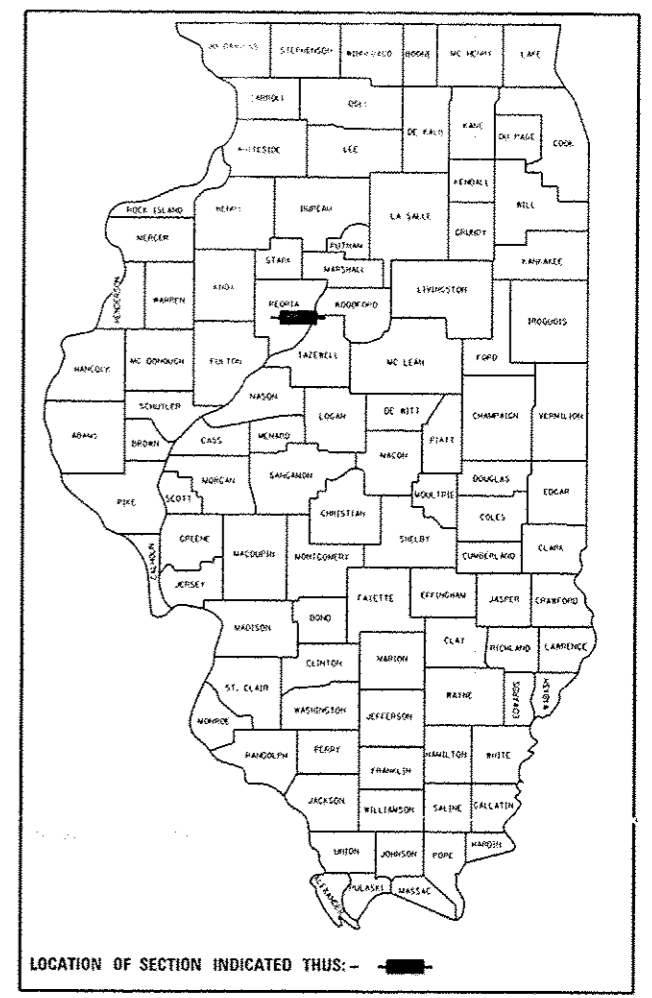 STEPHENSON WINNEBAGO BOONE MC HENRY LAKE
CARROLL OGLE DE KALB KANE DU PAGE COOK
WHITESIDE LEE
KENDALL WILL
ROCK ISLAND HENRY BUREAU LA SALLE GRUNDY
MERCER PUTNAM KANKAKEE
STARK MARSHALL
HENDERSON WARREN KNOX PEORIA WOODFORD LIVINGSTON IROQUOIS
HANCOCK MC DONOUGH FULTON TAZEWELL MC LEAN FORD
SCHUYLER MASON LOGAN DE WITT CHAMPAIGN VERMILION
ADAMS BROWN CASS MENARD MACON PIATT
PIKE SCOTT MORGAN SANGAMON CHRISTIAN MOULTRIE DOUGLAS EDGAR
COLES
CALHOUN GREENE MACOUPIN MONTGOMERY SHELBY CUMBERLAND CLARK
JERSEY
MADISON BOND FAYETTE EFFINGHAM JASPER CRAWFORD
CLINTON MARION CLAY RICHLAND LAWRENCE
ST. CLAIR WASHINGTON JEFFERSON WAYNE EDWARDS WABASH
MONROE
RANDOLPH PERRY FRANKLIN HAMILTON WHITE
JACKSON WILLIAMSON SALINE GALLATIN
UNION JOHNSON POPE HARDIN
ALEXANDER PULASKI MASSAC
LOCATION OF SECTION INDICATED THUS: -